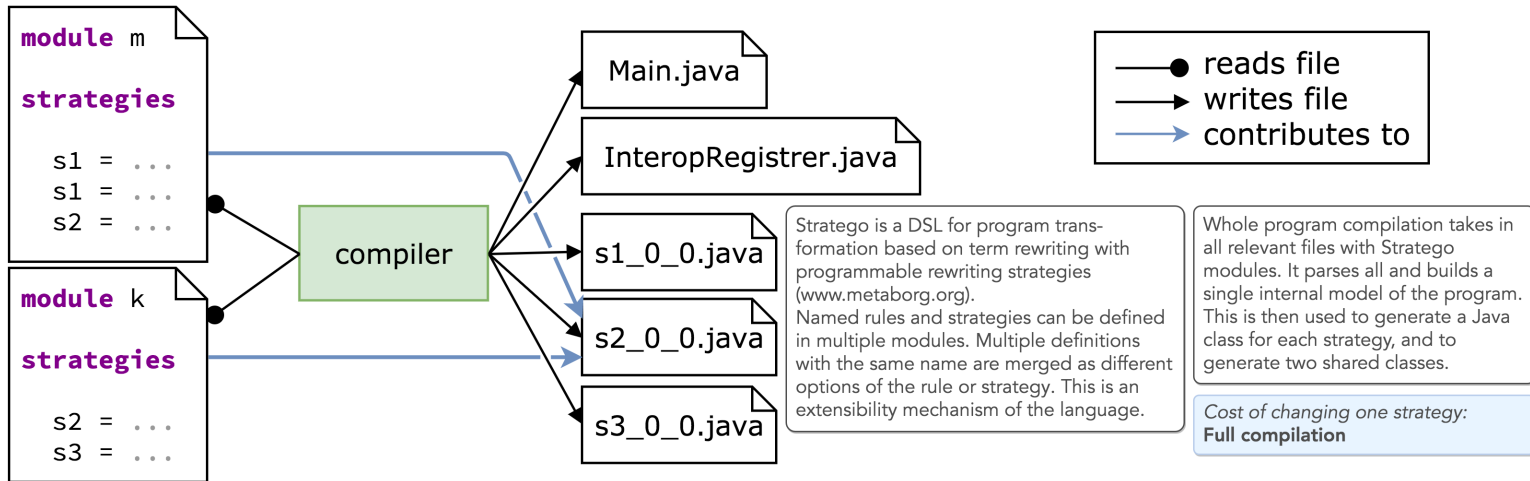 module m
strategies
s1 = ...
s1 = ...
s2 = ...
module k
strategies
s2 = ...
s3 = ...
compiler
Main.java
InteropRegistrer.java
s1_0_0.java
s2_0_0.java
s3_0_0.java
reads file
writes file
contributes to
Stratego is a DSL for program trans-
formation based on term rewriting with
programmable rewriting strategies
(www.metaborg.org).
Named rules and strategies can be defined
in multiple modules. Multiple definitions
with the same name are merged as different
options of the rule or strategy. This is an
extensibility mechanism of the language.
Whole program compilation takes in
all relevant files with Stratego
modules. It parses all and builds a
single internal model of the program.
This is then used to generate a Java
class for each strategy, and to
generate two shared classes.
Cost of changing one strategy:
Full compilation